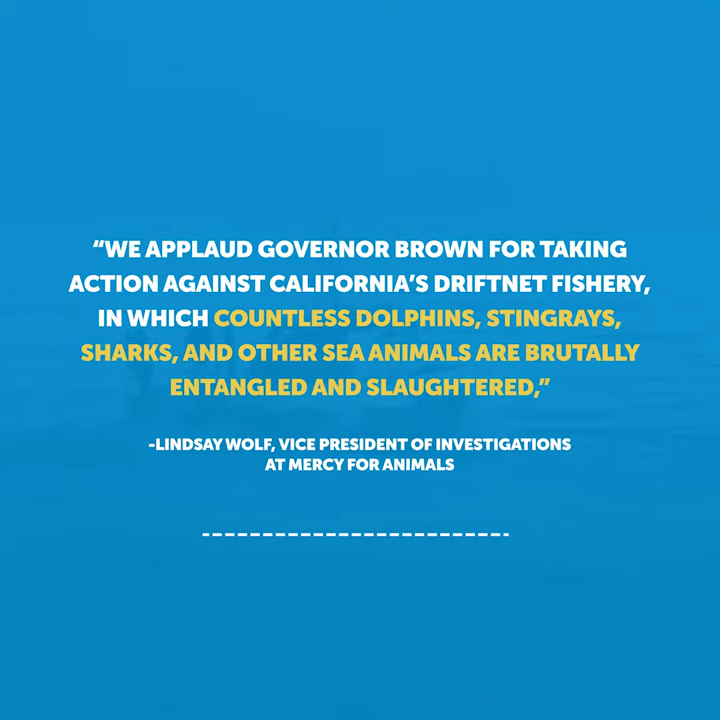 “WE APPLAUD GOVERNOR BROWN FOR TAKING
ACTION AGAINST CALIFORNIA’S DRIFTNET FISHERY,
IN WHICH COUNTLESS DOLPHINS, STINGRAYS,
SHARKS, AND OTHER SEA ANIMALS ARE BRUTALLY
ENTANGLED AND SLAUGHTERED,”
-LINDSAY WOLF, VICE PRESIDENT OF INVESTIGATIONS
AT MERCY FOR ANIMALS